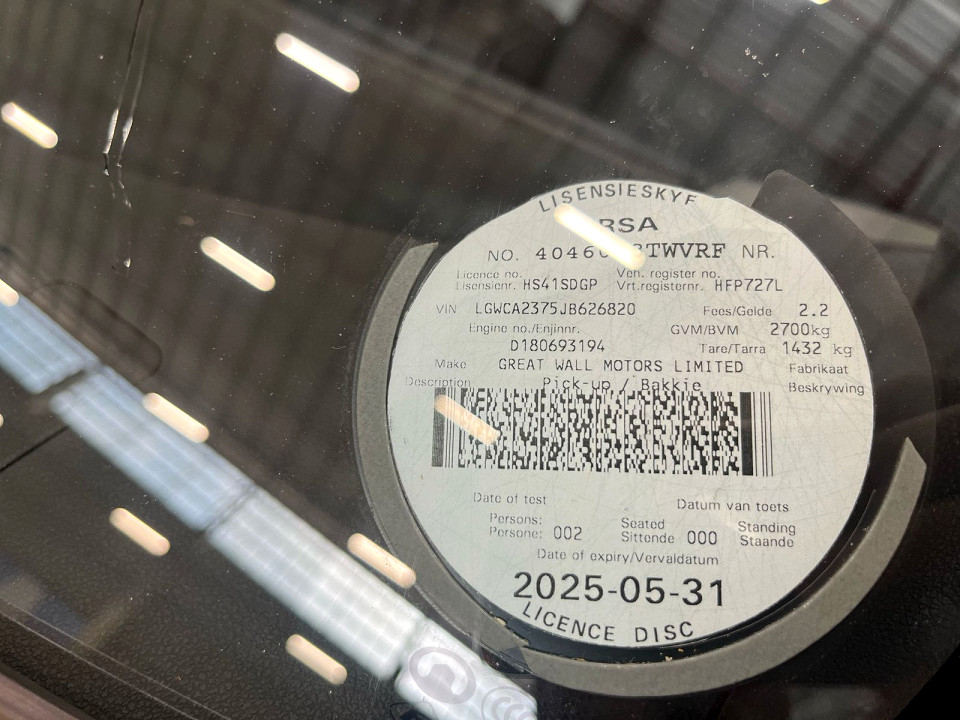 LISENSIESKYF
RSA
NO. NR.
Licence no. Veh. register no.
Lisensienr. HS41SDGP Vrt.registernr. HFP727L
VIN LGWCA2375JB626820 Fees/Gelde 2.2
Engine no./Enjinnr. GVM/BVM 2700kg
D180693194 Tare/Tarra 1432 kg
Make GREAT WALL MOTORS LIMITED Fabrikaat
Description Pick-up / Bakkie Beskrywing
Date of test Datum van toets
Persons: Seated Standing
Persone: 002 Sittende 000 Staande
Date of expiry/Vervaldatum
2025-05-31
LICENCE DISC